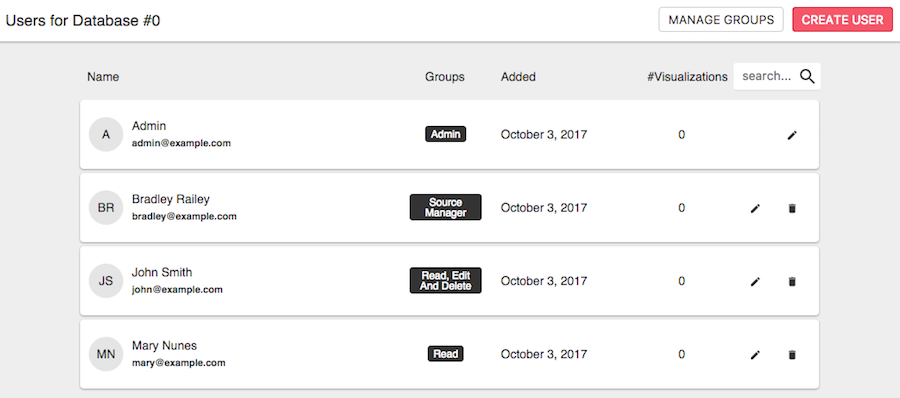 Users for Database #0
MANAGE GROUPS
CREATE USER
Name
Groups
Added
#Visualizations
search...
A
Admin
admin@example.com
Admin
October 3, 2017
0
BR
Bradley Railey
bradley@example.com
Source
Manager
October 3, 2017
0
JS
John Smith
john@example.com
Read, Edit
And Delete
October 3, 2017
0
MN
Mary Nunes
mary@example.com
Read
October 3, 2017
0